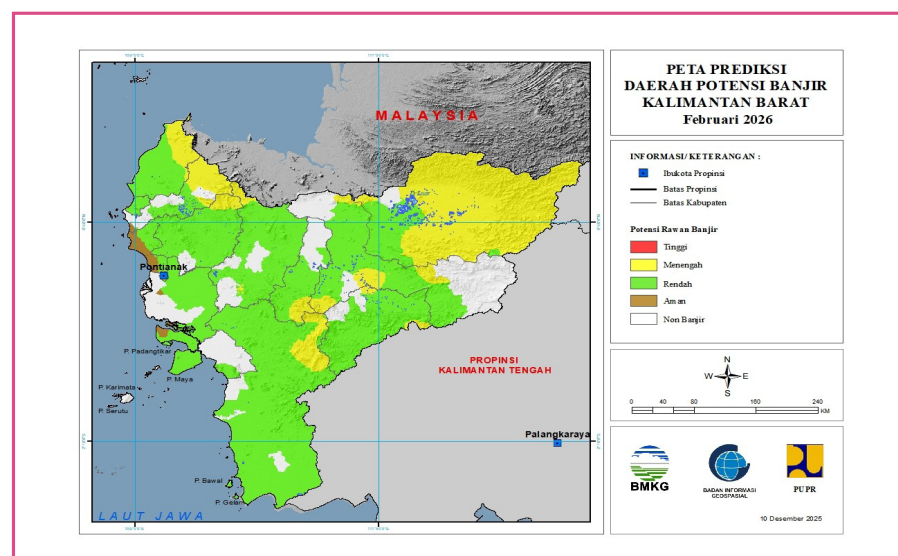 PETA PREDIKSI
DAERAH POTENSI BANJIR
KALIMANTAN BARAT
Februari 2026
INFORMASI/KETERANGAN :
Ibukota Propinsi
Batas Propinsi
Batas Kabupaten
Potensi Rawan Banjir
Tinggi
Menengah
Rendah
Aman
Non Banjir
MALAYSIA
Pontianak
P. Padangtikar
P. Maya
P. Karimata
P. Serutu
PROPINSI
KALIMANTAN TENGAH
Palangkaraya
P. Bawal
P. Gelam
LAUT JAWA
N
W E
S
0 40 80 160 240
KM
BMKG
BADAN INFORMASI
GEOSPASIAL
PUPR
10 Desember 2025